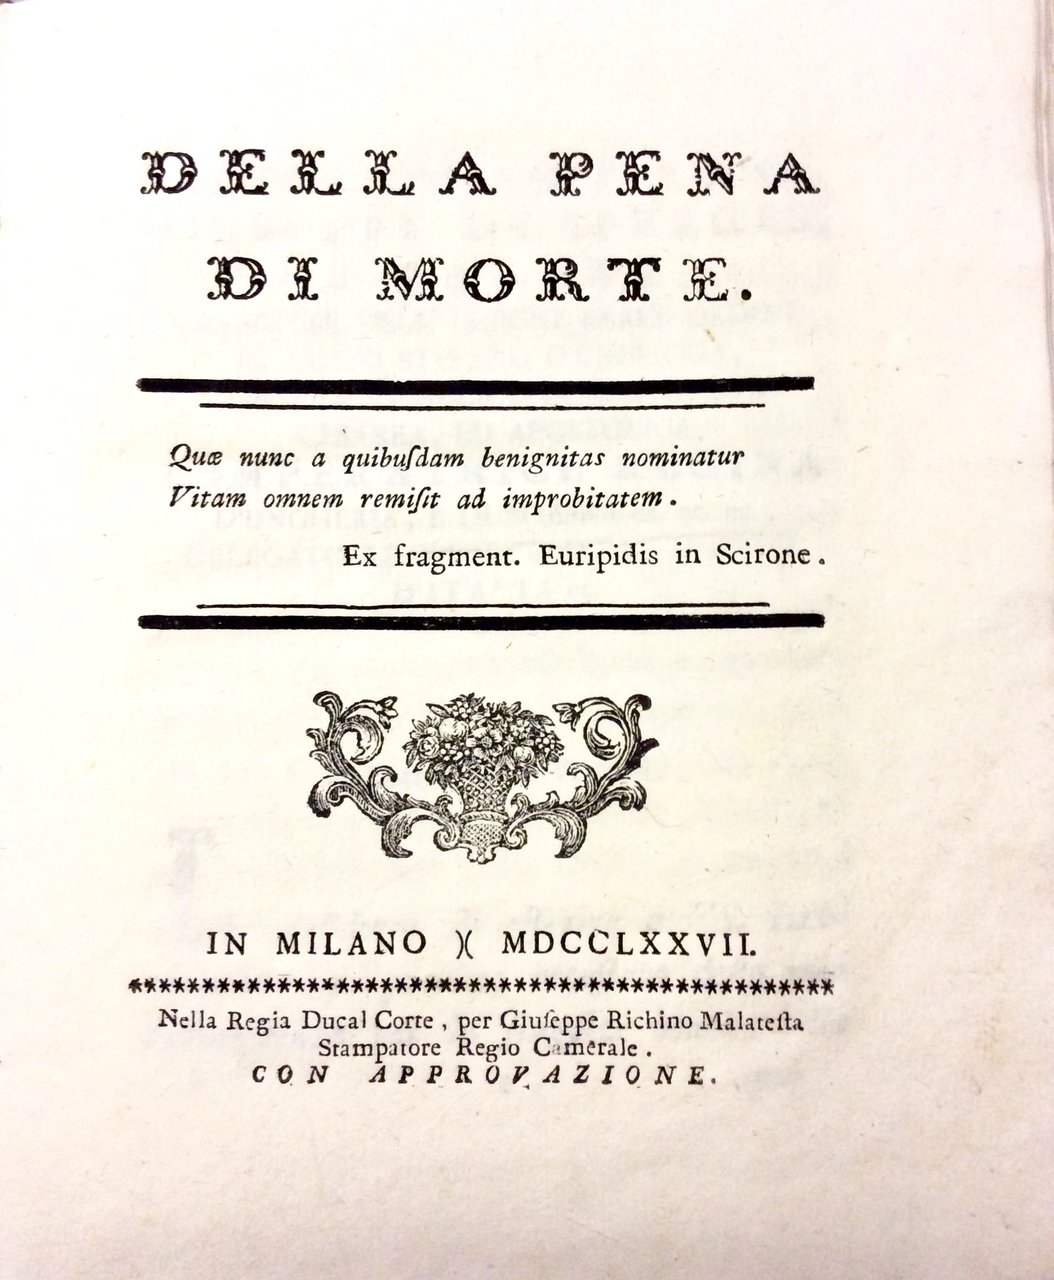 DELLA PENA
DI MORTE.
Quæ nunc a quibuſdam benignitas nominatur
Vitam omnem remiſit ad improbitatem.
Ex fragment. Euripidis in Scirone.
IN MILANO )( MDCCLXXVII.
Nella Regia Ducal Corte, per Giuſeppe Richino Malateſta
Stampatore Regio Camerale.
CON APPROVAZIONE.